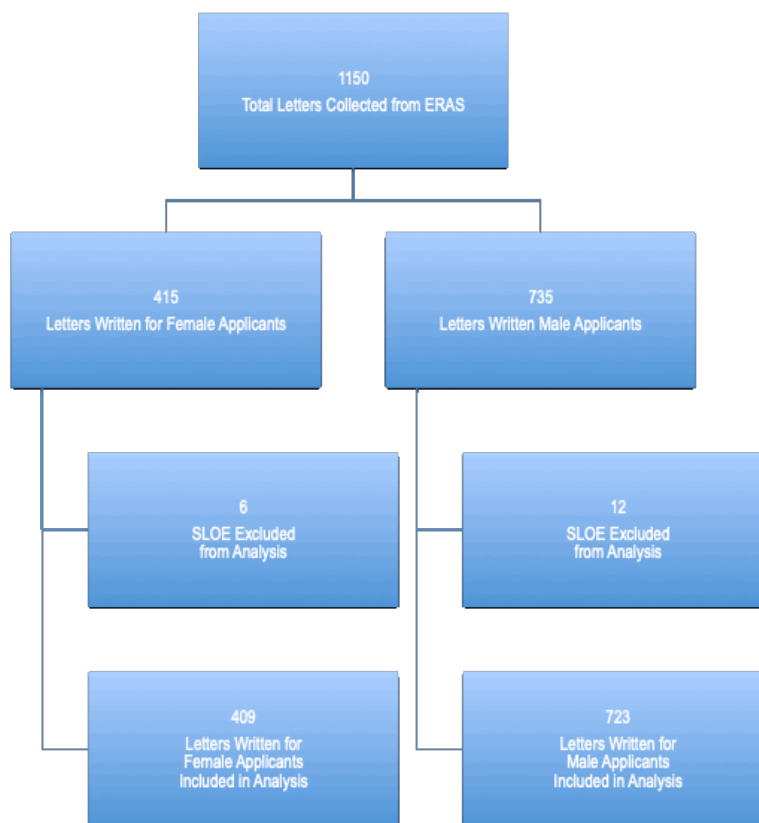 1150
Total Letters Collected from ERAS
415
Letters Written for Female Applicants
735
Letters Written Male Applicants
6
SLOE Excluded
from Analysis
12
SLOE Excluded
from Analysis
409
Letters Written for
Female Applicants
Included in Analysis
723
Letters Written for
Male Applicants
Included in Analysis